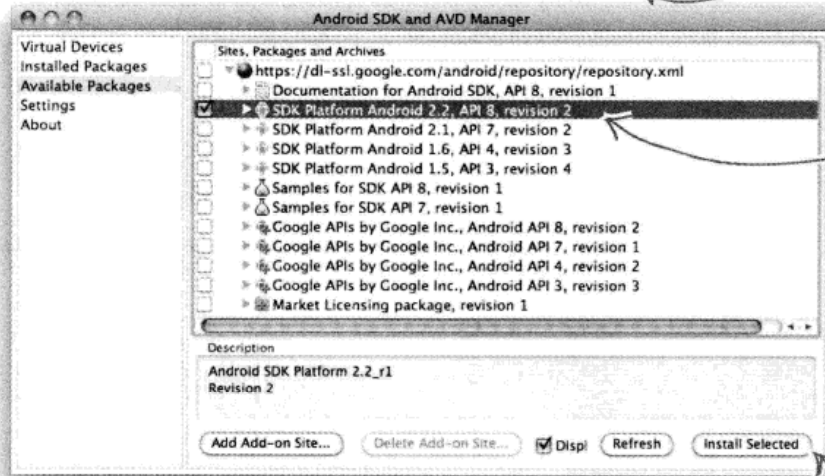 Android SDK and AVD Manager
Virtual Devices
Installed Packages
Available Packages
Settings
About
Sites, Packages and Archives
https://dl-ssl.google.com/android/repository/repository.xml
Documentation for Android SDK, API 8, revision 1
SDK Platform Android 2.2, API 8, revision 2
SDK Platform Android 2.1, API 7, revision 2
SDK Platform Android 1.6, API 4, revision 3
SDK Platform Android 1.5, API 3, revision 4
Samples for SDK API 8, revision 1
Samples for SDK API 7, revision 1
Google APIs by Google Inc., Android API 8, revision 2
Google APIs by Google Inc., Android API 7, revision 1
Google APIs by Google Inc., Android API 4, revision 2
Google APIs by Google Inc., Android API 3, revision 3
Market Licensing package, revision 1
Description
Android SDK Platform 2.2_r1
Revision 2
Add Add-on Site... Delete Add-on Site... Displ Refresh Install Selected